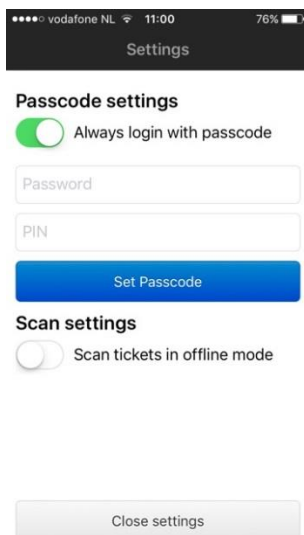 vodafone NL 11:00 76%
Settings
Passcode settings
Always login with passcode
Password
PIN
Set Passcode
Scan settings
Scan tickets in offline mode
Close settings